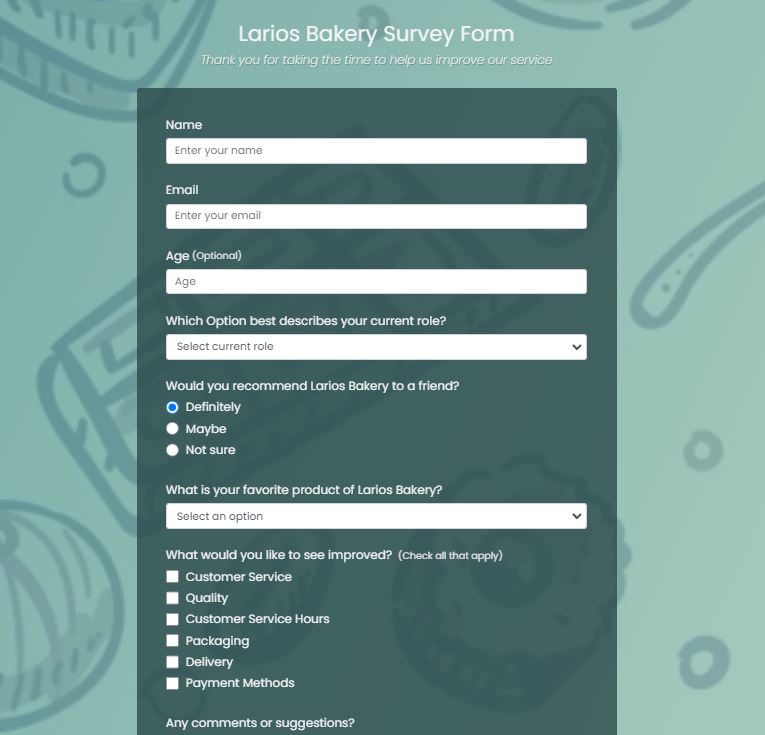 Larios Bakery Survey Form
Thank you for taking the time to help us improve our service
Name
Enter your name
Email
Enter your email
Age (Optional)
Age
Which Option best describes your current role?
Select current role
Would you recommend Larios Bakery to a friend?
Definitely
Maybe
Not sure
What is your favorite product of Larios Bakery?
Select an option
What would you like to see improved? (Check all that apply)
Customer Service
Quality
Customer Service Hours
Packaging
Delivery
Payment Methods
Any comments or suggestions?